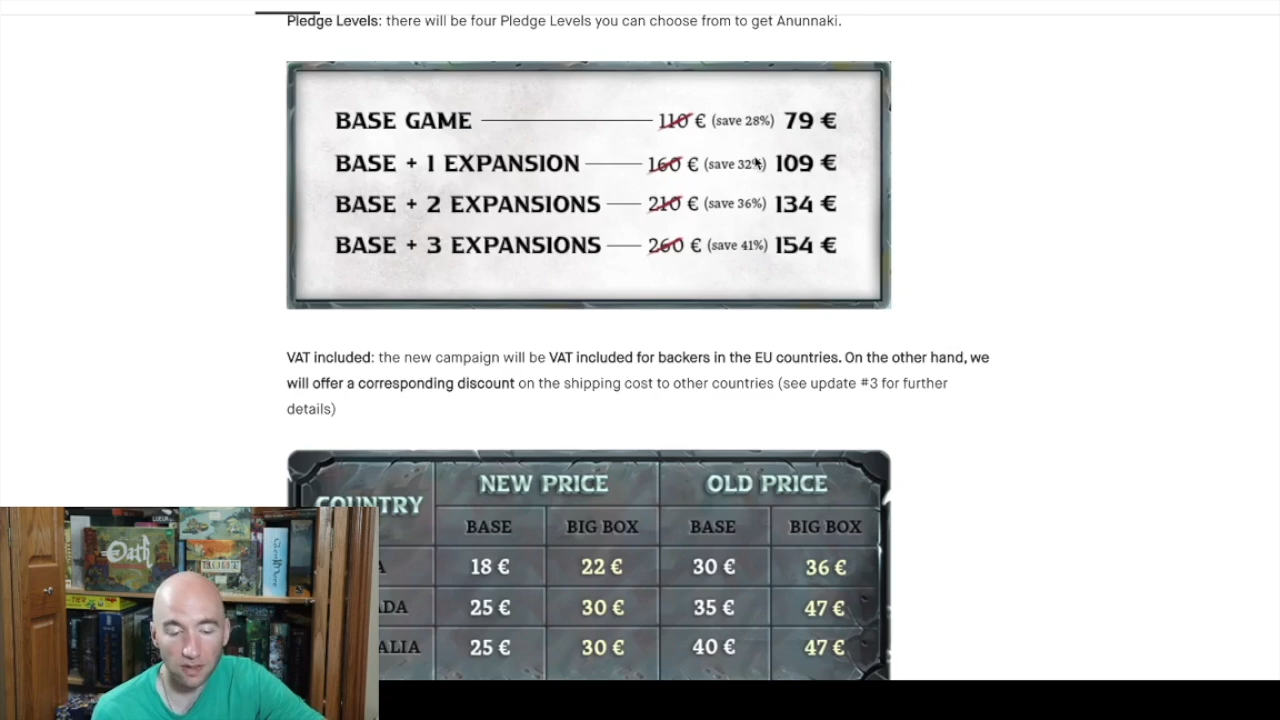 Pledge Levels: there will be four Pledge Levels you can choose from to get Anunnaki.
BASE GAME 110 € (save 28%) 79 €
BASE + 1 EXPANSION 160 € (save 32%) 109 €
BASE + 2 EXPANSIONS 210 € (save 36%) 134 €
BASE + 3 EXPANSIONS 260 € (save 41%) 154 €
VAT included: the new campaign will be VAT included for backers in the EU countries. On the other hand, we
will offer a corresponding discount on the shipping cost to other countries (see update #3 for further
details)
COUNTRY NEW PRICE OLD PRICE
BASE BIG BOX BASE BIG BOX
A 18 € 22 € 30 € 36 €
ADA 25 € 30 € 35 € 47 €
ALIA 25 € 30 € 40 € 47 €
Oath